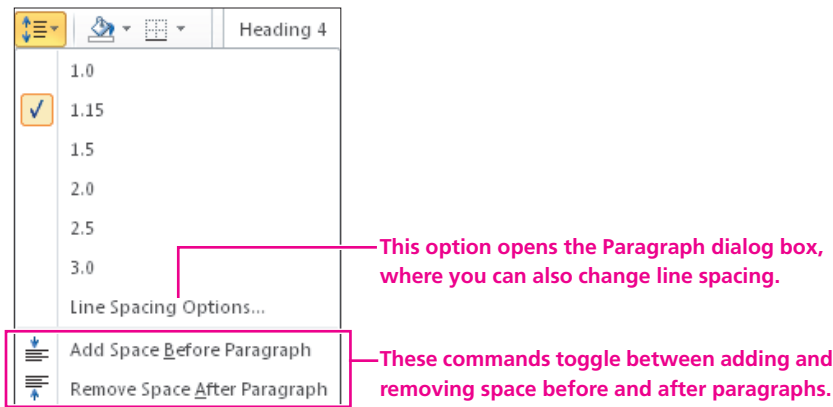 Heading 4
1.0
1.15
1.5
2.0
2.5
3.0
Line Spacing Options...
Add Space Before Paragraph
Remove Space After Paragraph
This option opens the Paragraph dialog box,
where you can also change line spacing.
These commands toggle between adding and
removing space before and after paragraphs.